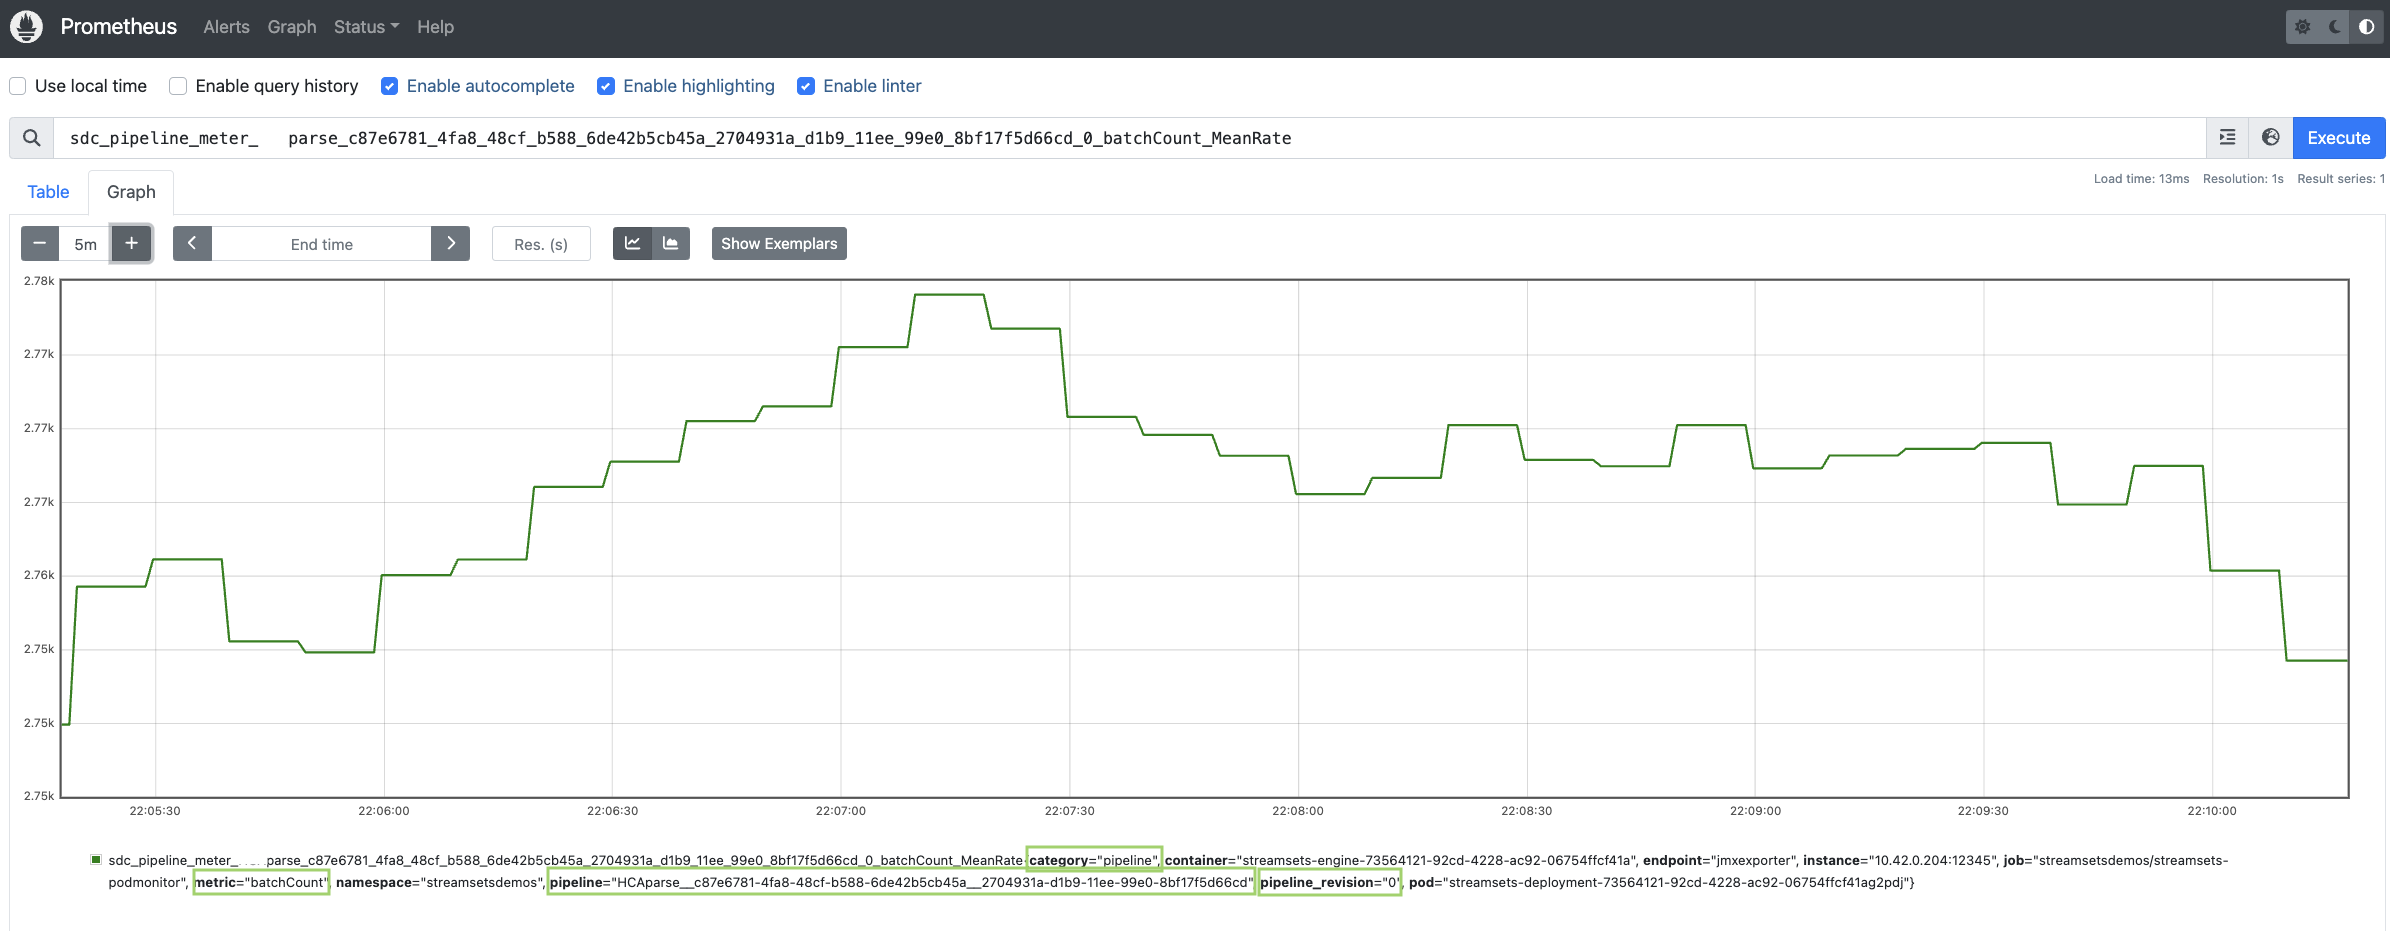 Prometheus Alerts Graph Status Help
Use local time Enable query history Enable autocomplete Enable highlighting Enable linter
sdc_pipeline_meter_ parse_c87e6781_4fa8_48cf_b588_6de42b5cb45a_2704931a_d1b9_11ee_99e0_8bf17f5d66cd_0_batchCount_MeanRate Execute
Load time: 13ms Resolution: 1s Result series: 1
Table Graph
− 5m + End time Res. (s) Show Exemplars
2.78k
2.77k
2.77k
2.77k
2.76k
2.75k
2.75k
2.75k
22:05:30 22:06:00 22:06:30 22:07:00 22:07:30 22:08:00 22:08:30 22:09:00 22:09:30 22:10:00
sdc_pipeline_meter_ parse_c87e6781_4fa8_48cf_b588_6de42b5cb45a_2704931a_d1b9_11ee_99e0_8bf17f5d66cd_0_batchCount_MeanRate category="pipeline", container="streamsets-engine-73564121-92cd-4228-ac92-06754ffcf41a", endpoint="jmxexporter", instance="10.42.0.204:12345", job="streamsetsdemos/streamsets-
podmonitor", metric="batchCount", namespace="streamsetsdemos", pipeline="HCAparse__c87e6781-4fa8-48cf-b588-6de42b5cb45a__2704931a-d1b9-11ee-99e0-8bf17f5d66cd" pipeline_revision="0", pod="streamsets-deployment-73564121-92cd-4228-ac92-06754ffcf41ag2pdj"}